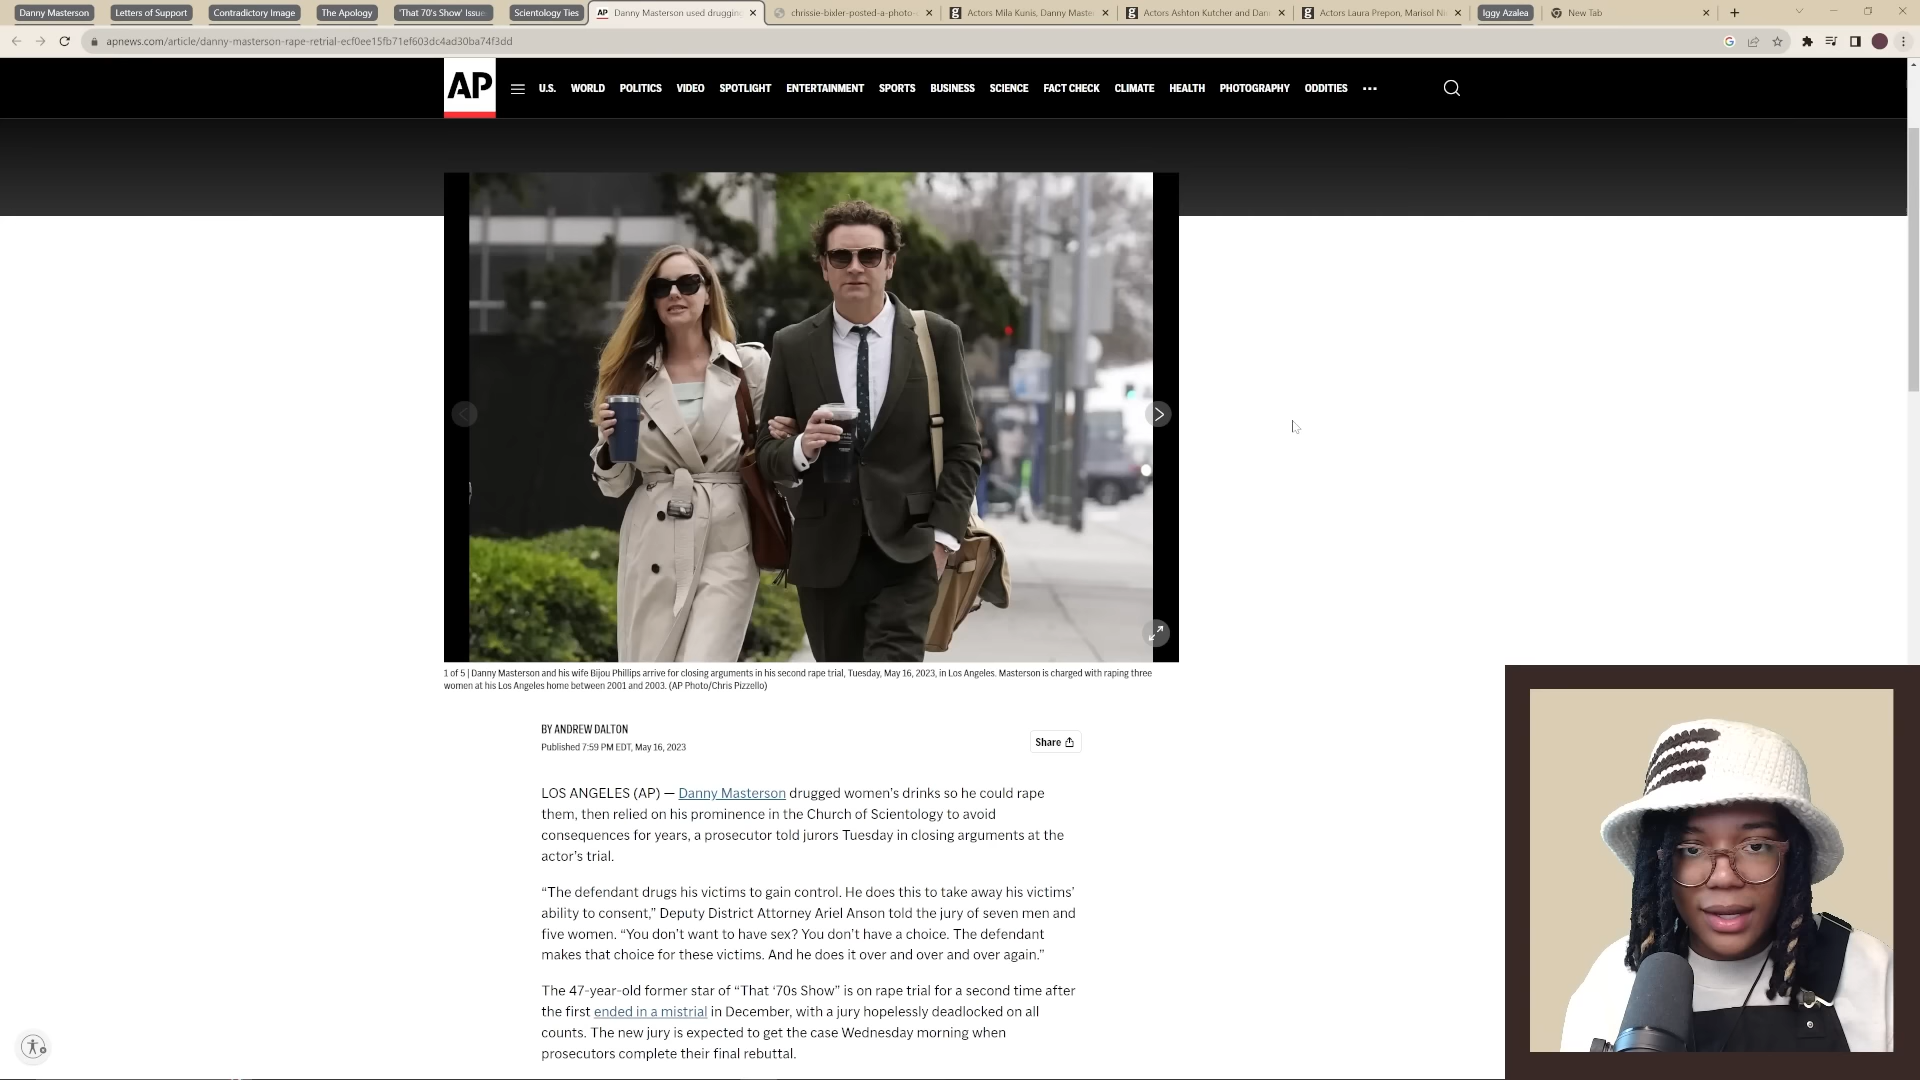 Danny Masterson
Letters of Support
Contradictory Image
The Apology
'That 70's Show' Issue
Scientology Ties
AP Danny Masterson used drugging
chrissie-bixler-posted-a-photo-
g Actors Mila Kunis, Danny Maste
g Actors Ashton Kutcher and Dan
g Actors Laura Prepon, Marisol Ni
Iggy Azalea
New Tab
apnews.com/article/danny-masterson-rape-retrial-ecf0ee15fb71ef603dc4ad30ba74f3dd
AP
U.S. WORLD POLITICS VIDEO SPOTLIGHT ENTERTAINMENT SPORTS BUSINESS SCIENCE FACT CHECK CLIMATE HEALTH PHOTOGRAPHY ODDITIES
1 of 5 | Danny Masterson and his wife Bijou Phillips arrive for closing arguments in his second rape trial, Tuesday, May 16, 2023, in Los Angeles. Masterson is charged with raping three
women at his Los Angeles home between 2001 and 2003. (AP Photo/Chris Pizzello)
BY ANDREW DALTON
Published 7:59 PM EDT, May 16, 2023
Share
LOS ANGELES (AP) — Danny Masterson drugged women's drinks so he could rape
them, then relied on his prominence in the Church of Scientology to avoid
consequences for years, a prosecutor told jurors Tuesday in closing arguments at the
actor's trial.
“The defendant drugs his victims to gain control. He does this to take away his victims’
ability to consent,” Deputy District Attorney Ariel Anson told the jury of seven men and
five women. “You don’t want to have sex? You don’t have a choice. The defendant
makes that choice for these victims. And he does it over and over and over again.”
The 47-year-old former star of “That ‘70s Show” is on rape trial for a second time after
the first ended in a mistrial in December, with a jury hopelessly deadlocked on all
counts. The new jury is expected to get the case Wednesday morning when
prosecutors complete their final rebuttal.